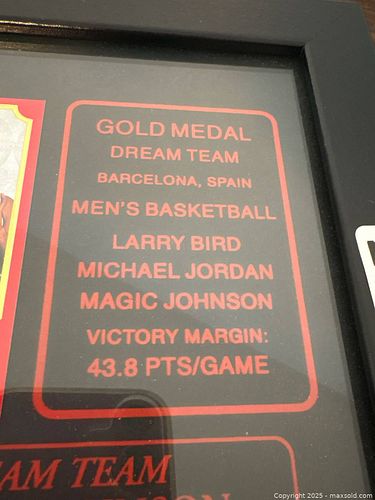 GOLD MEDAL
DREAM TEAM
BARCELONA, SPAIN
MEN'S BASKETBALL
LARRY BIRD
MICHAEL JORDAN
MAGIC JOHNSON
VICTORY MARGIN:
43.8 PTS/GAME
AM TEAM
Copyright © 2025 - maxsold.com